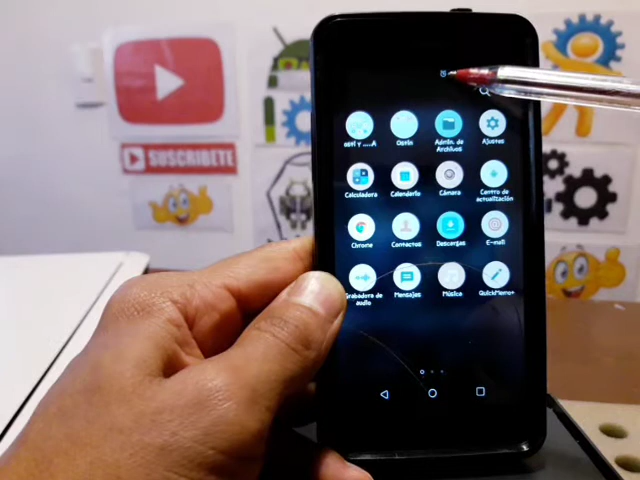 SUSCRIBETE
Ostin
Admin. de
Archivos
Ajustes
Calculadora
Calendario
Cámara
Centro de
actualización
Chrome
Contactos
Descargas
E-mail
Grabadora de
audio
Mensajes
Música
QuickMemo+